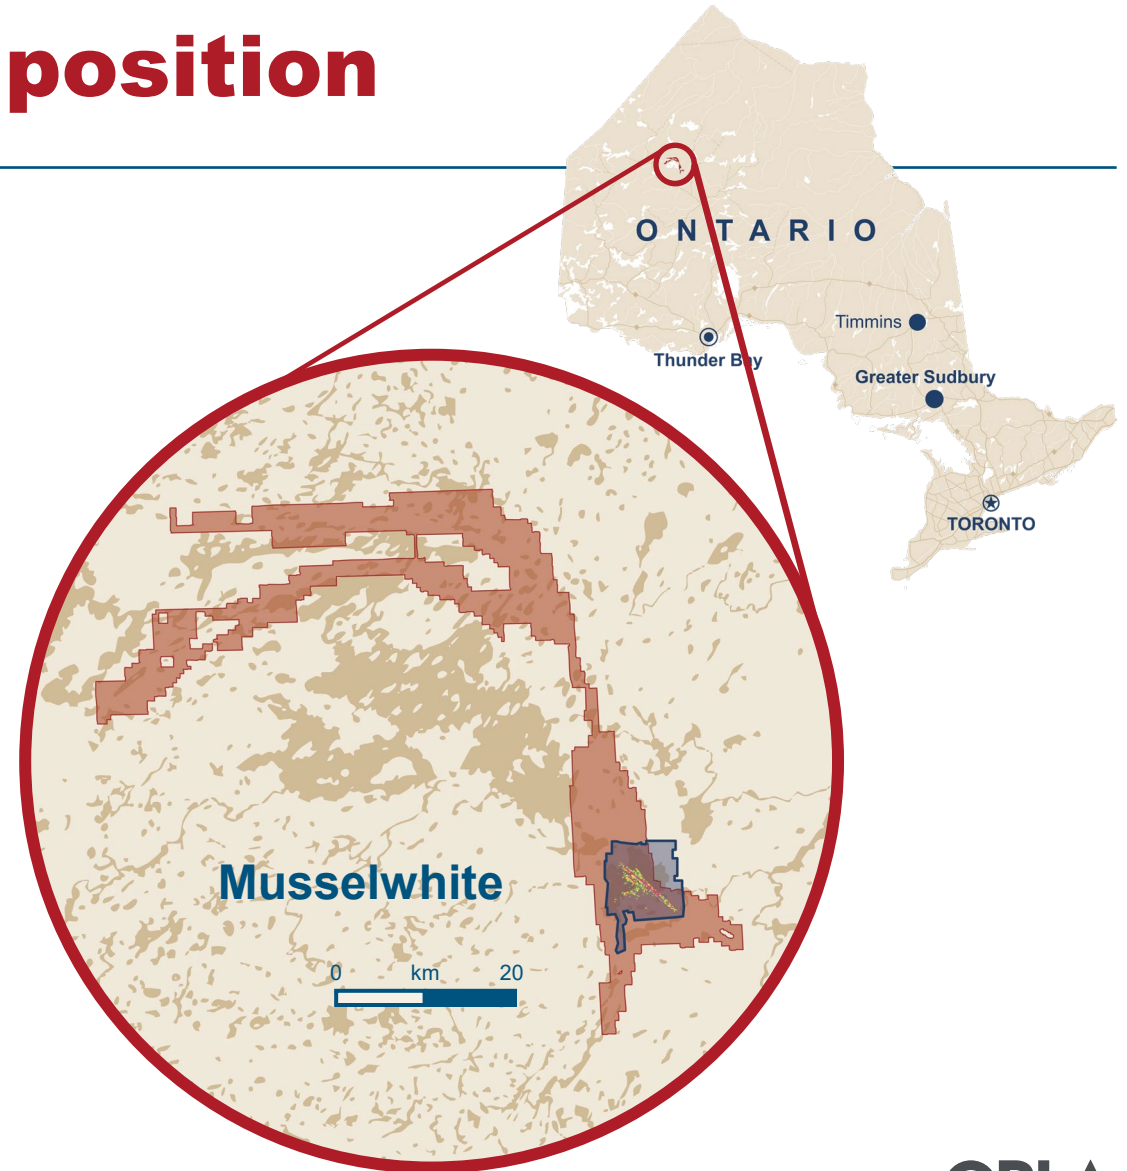 position
ONTARIO
Timmins
Thunder Bay
Greater Sudbury
TORONTO
Musselwhite
0 km 20